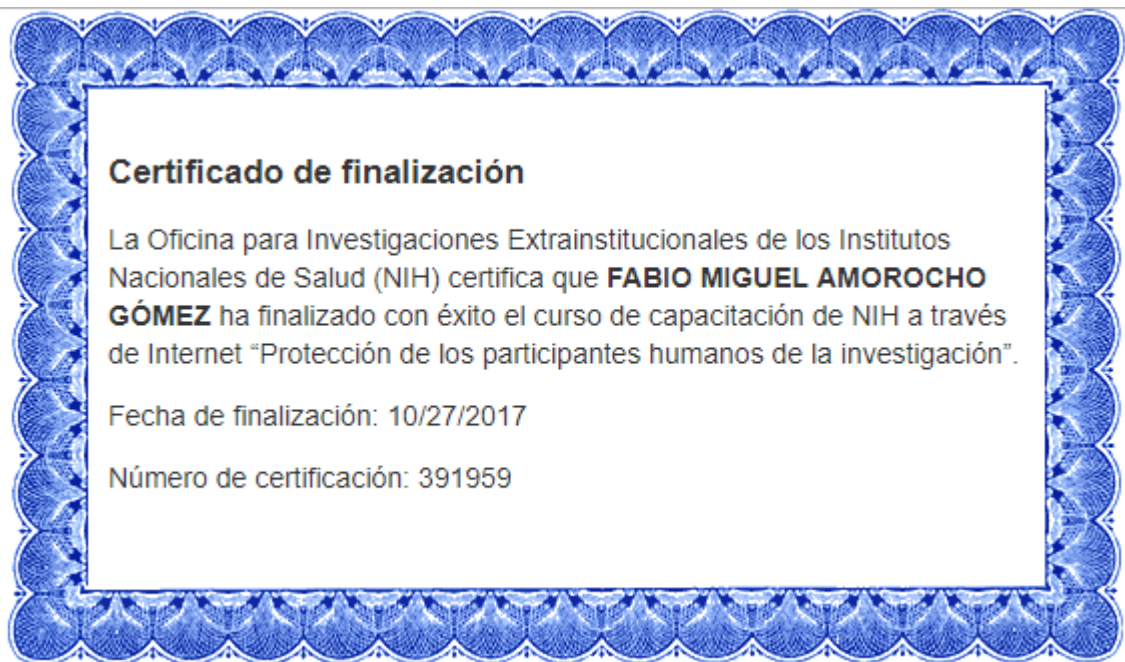 Certificado de finalización
La Oficina para Investigaciones Extrainstitucionales de los Institutos
Nacionales de Salud (NIH) certifica que FABIO MIGUEL AMOROCHO
GÓMEZ ha finalizado con éxito el curso de capacitación de NIH a través
de Internet “Protección de los participantes humanos de la investigación”.
Fecha de finalización: 10/27/2017
Número de certificación: 391959